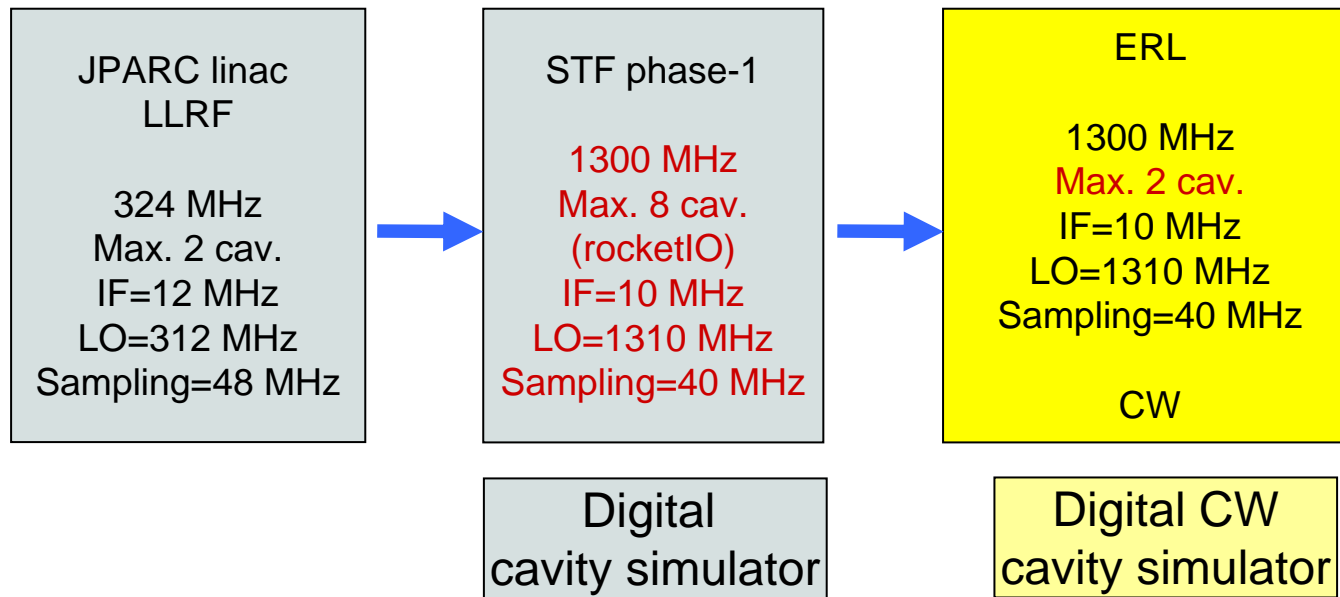 JPARC linac
LLRF
324 MHz
Max. 2 cav.
IF=12 MHz
LO=312 MHz
Sampling=48 MHz
STF phase-1
1300 MHz
Max. 8 cav.
(rocketIO)
IF=10 MHz
LO=1310 MHz
Sampling=40 MHz
ERL
1300 MHz
Max. 2 cav.
IF=10 MHz
LO=1310 MHz
Sampling=40 MHz
CW
Digital
cavity simulator
Digital CW
cavity simulator